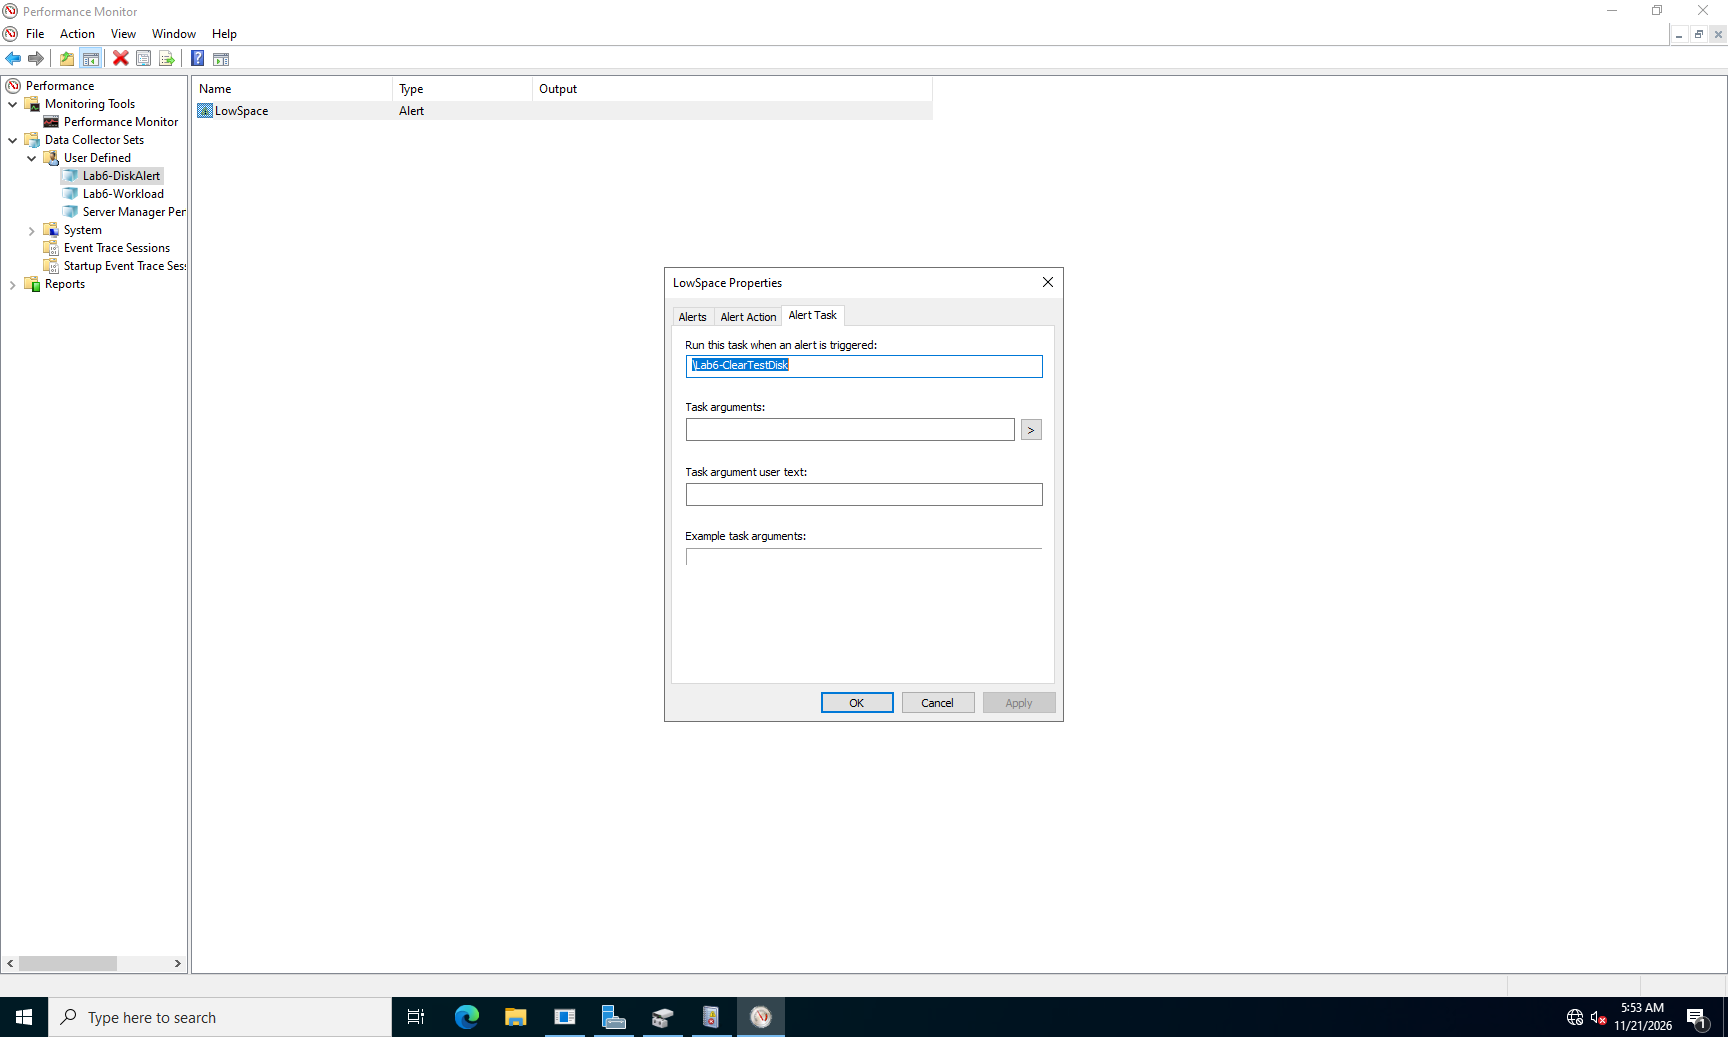 Performance Monitor
File Action View Window Help
Performance
Monitoring Tools
Performance Monitor
Data Collector Sets
User Defined
Lab6-DiskAlert
Lab6-Workload
Server Manager Per
System
Event Trace Sessions
Startup Event Trace Ses
Reports
Name Type Output
LowSpace Alert
LowSpace Properties
Alerts Alert Action Alert Task
Run this task when an alert is triggered:
\Lab6-ClearTestDisk
Task arguments:
>
Task argument user text:
Example task arguments:
OK Cancel Apply
Type here to search
5:53 AM
11/21/2026
1